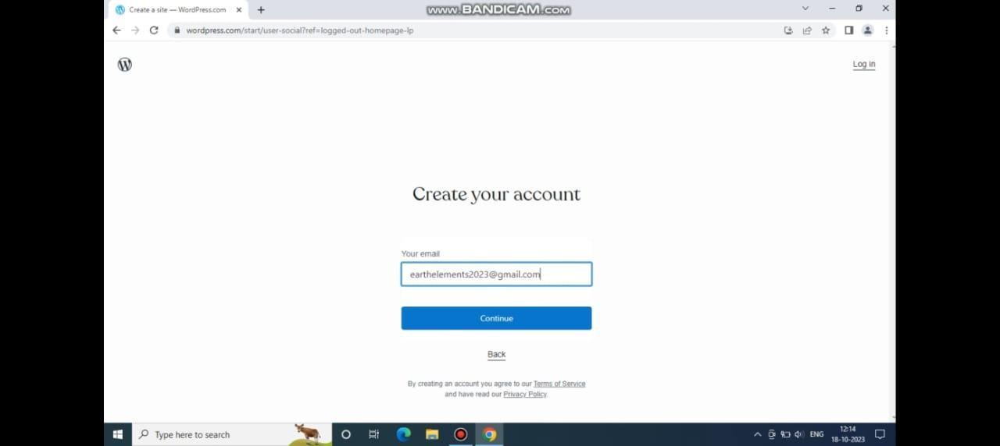 Create a site — WordPress.com
www.BANDICAM.com
wordpress.com/start/user-social?ref=logged-out-homepage-lp
Log in
Create your account
Your email
earthelements2023@gmail.com
Continue
Back
By creating an account you agree to our Terms of Service
and have read our Privacy Policy.
Type here to search
ENG
12:14
18-10-2023